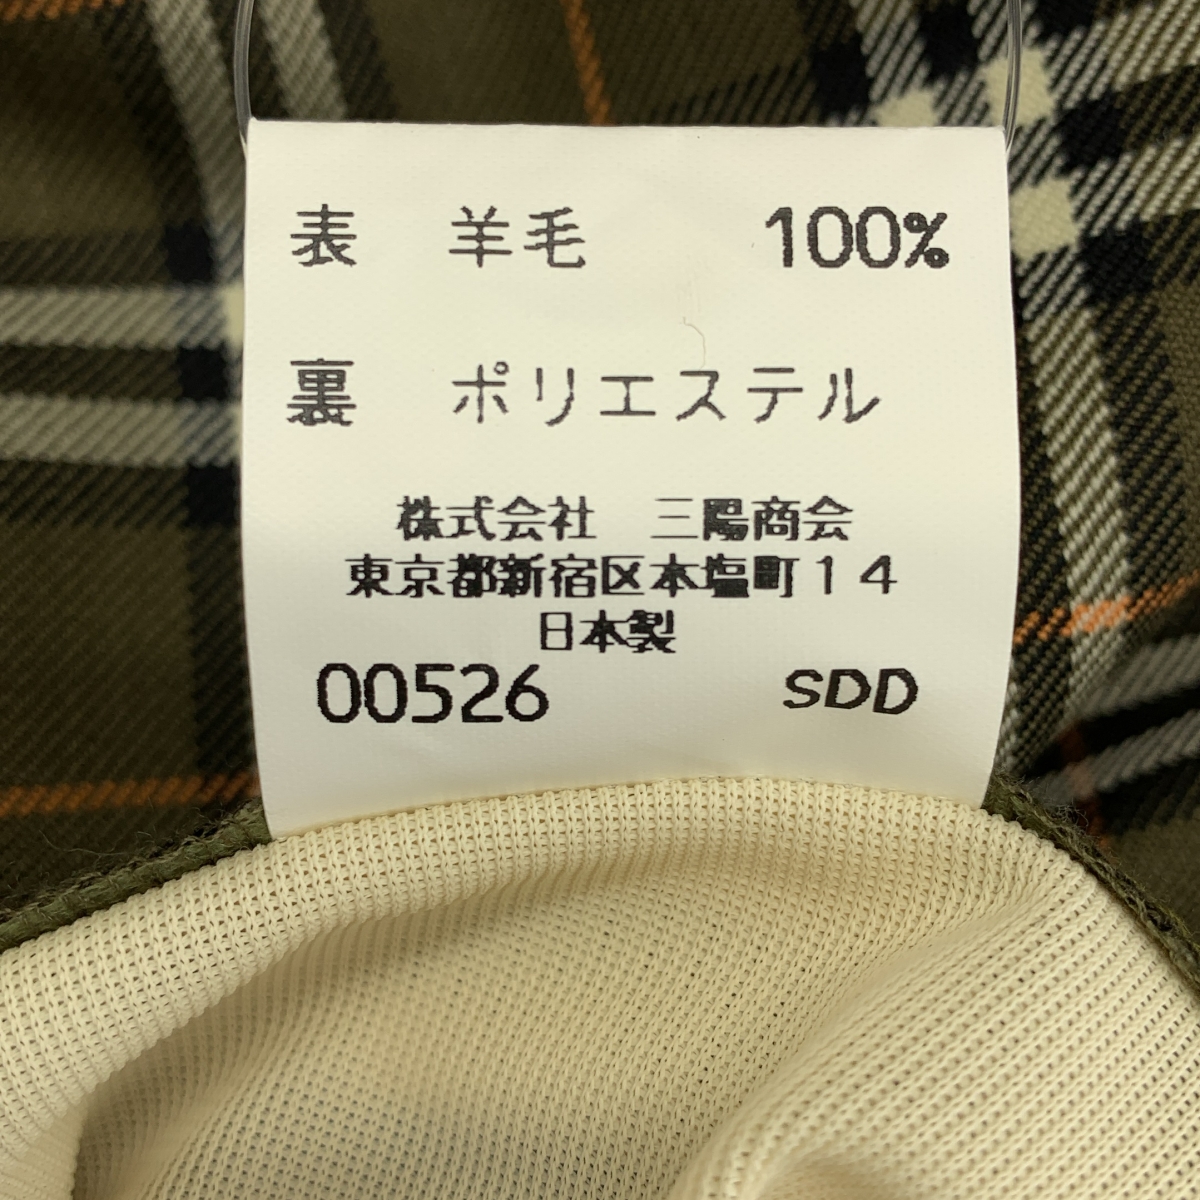 表 羊毛 100%
裏 ポリエステル
株式会社 三陽商会
東京都新宿区本塩町14
日本製
00526 SDD